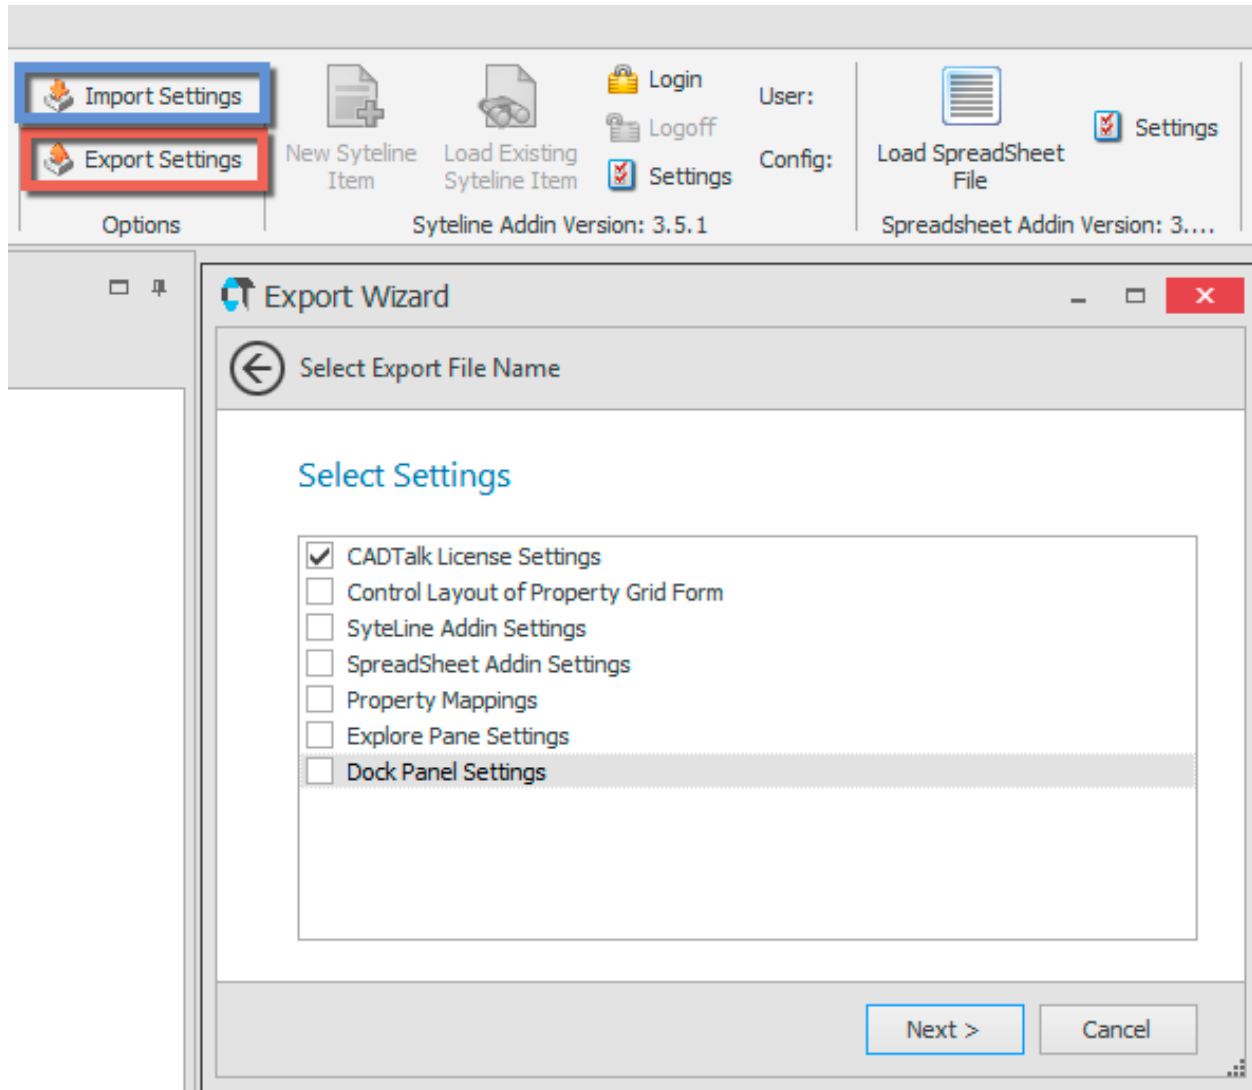 Import Settings
Export Settings
Options
New Syteline
Item
Load Existing
Syteline Item
Login
Logoff
Settings
User:
Config:
Syteline Addin Version: 3.5.1
Load SpreadSheet
File
Settings
Spreadsheet Addin Version: 3....
CT Export Wizard
Select Export File Name
Select Settings
CADTalk License Settings
Control Layout of Property Grid Form
SyteLine Addin Settings
SpreadSheet Addin Settings
Property Mappings
Explore Pane Settings
Dock Panel Settings
Next >
Cancel